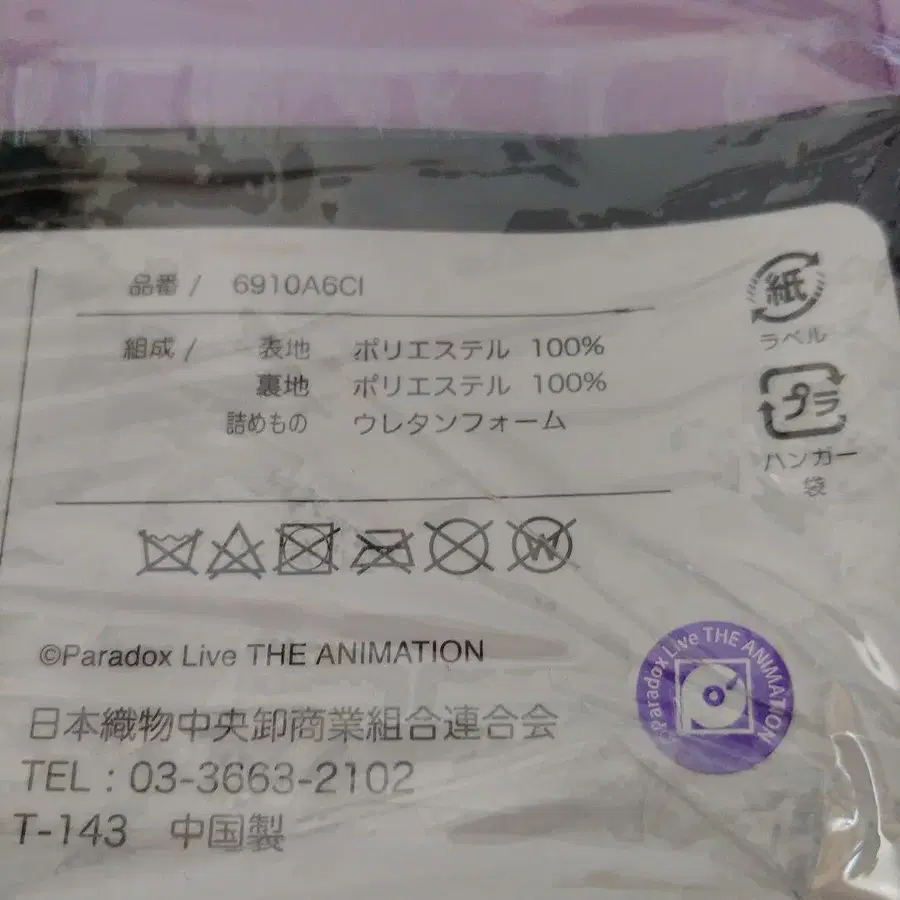 品番 / 6910A6CI
組成 / 表地 ポリエステル 100%
裏地 ポリエステル 100%
詰めもの ウレタンフォーム
紙
ラベル
プラ
ハンガー
袋
W
©Paradox Live THE ANIMATION
©Paradox Live THE ANIMATION
日本織物中央卸商業組合連合会
TEL : 03-3663-2102
T-143 中国製